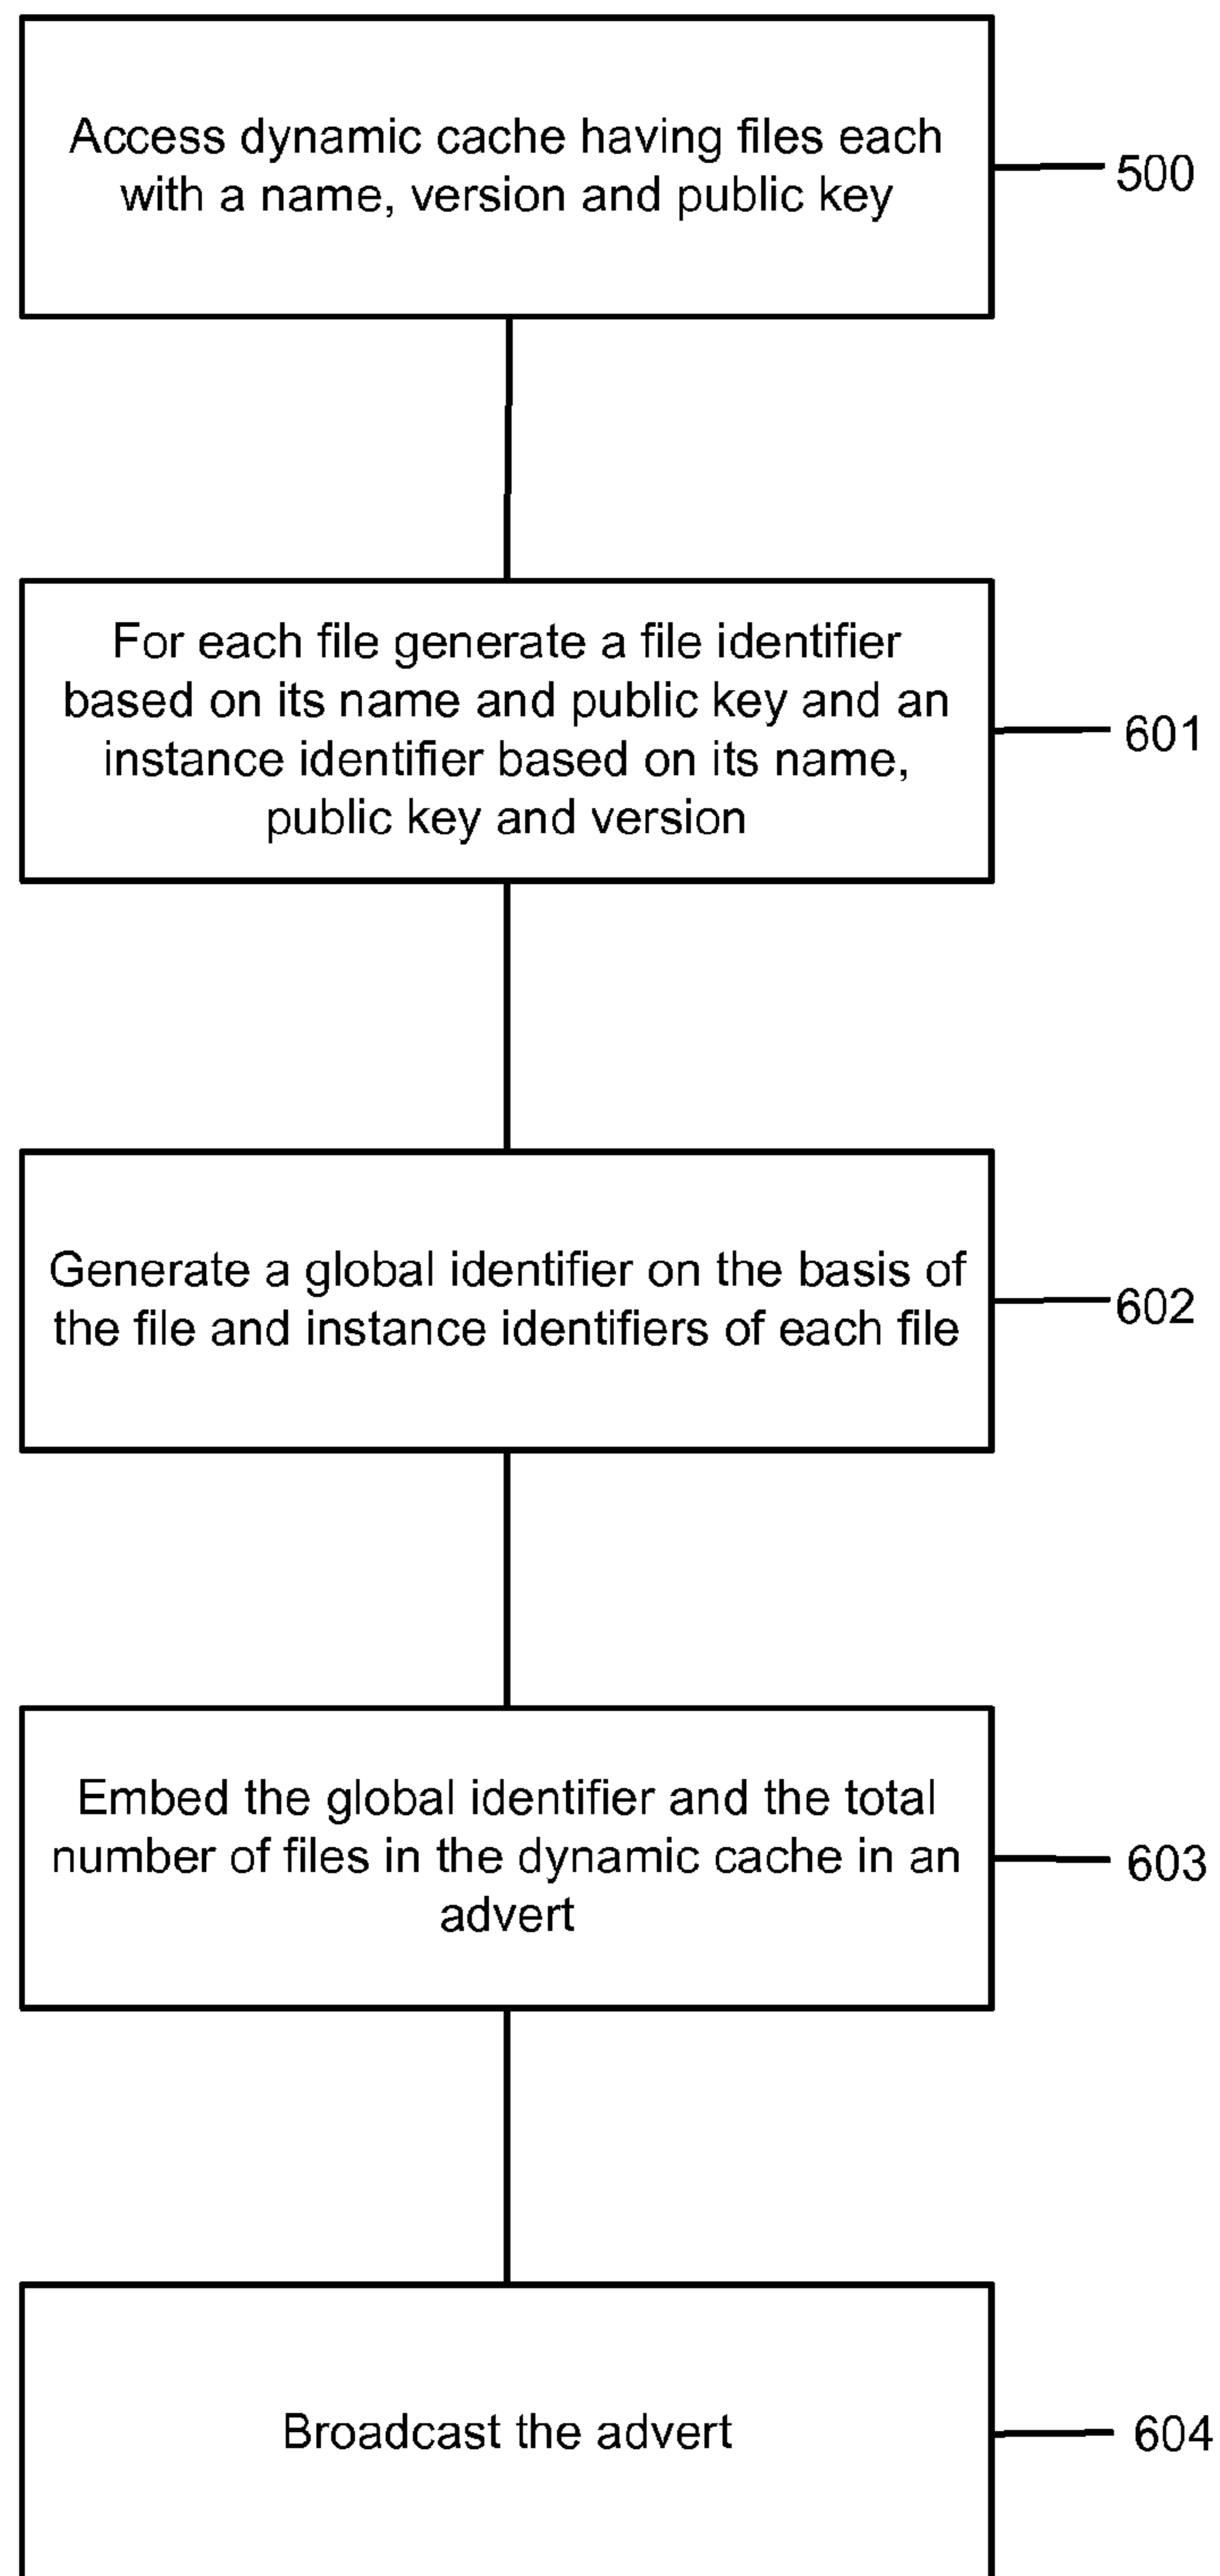 Access dynamic cache having files each
with a name, version and public key
500
For each file generate a file identifier
based on its name and public key and an
instance identifier based on its name,
public key and version
601
Generate a global identifier on the basis of
the file and instance identifiers of each file
602
Embed the global identifier and the total
number of files in the dynamic cache in an
advert
603
Broadcast the advert
604